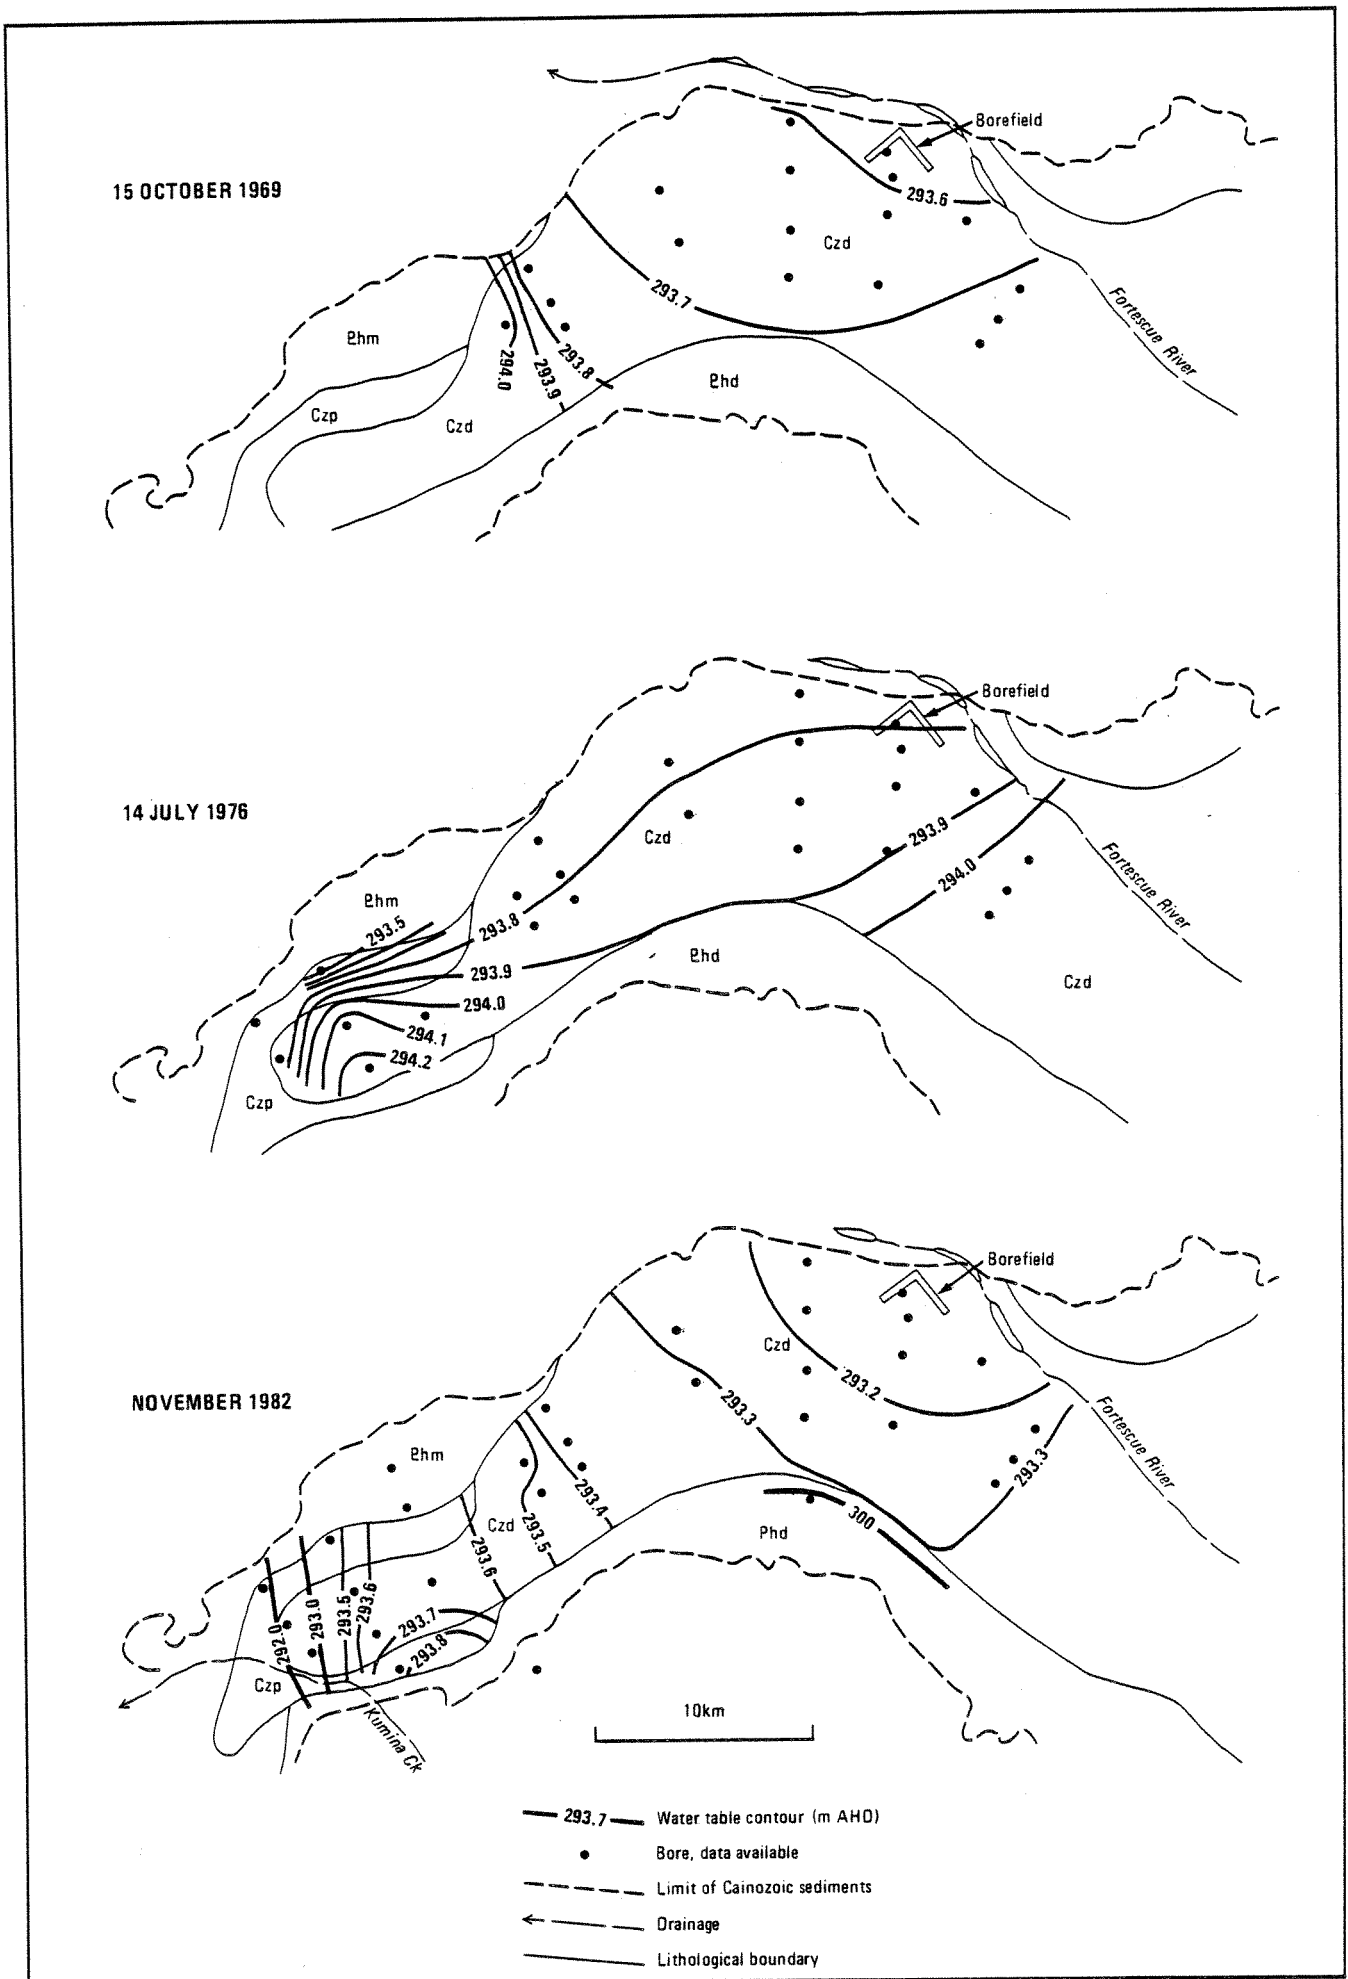 Borefield
15 OCTOBER 1969
293.6
Czd
293.7
Fortescue River
Phm
294.0
293.9
293.8
Phd
Czp
Czd
Borefield
14 JULY 1976
Czd
293.9
Fortescue River
294.0
Phm
293.5
293.8
Phd
293.9
Czd
294.0
294.1
294.2
Czp
Borefield
Czd
293.2
NOVEMBER 1982
293.3
Fortescue River
Phm
293.3
293.4
300
Czd
293.5
Phd
293.6
293.6
293.5
293.0
292.0
293.7
293.8
Czp
Kumina Ck
10km
293.7 Water table contour (m AHD)
Bore, data available
Limit of Cainozoic sediments
Drainage
Lithological boundary